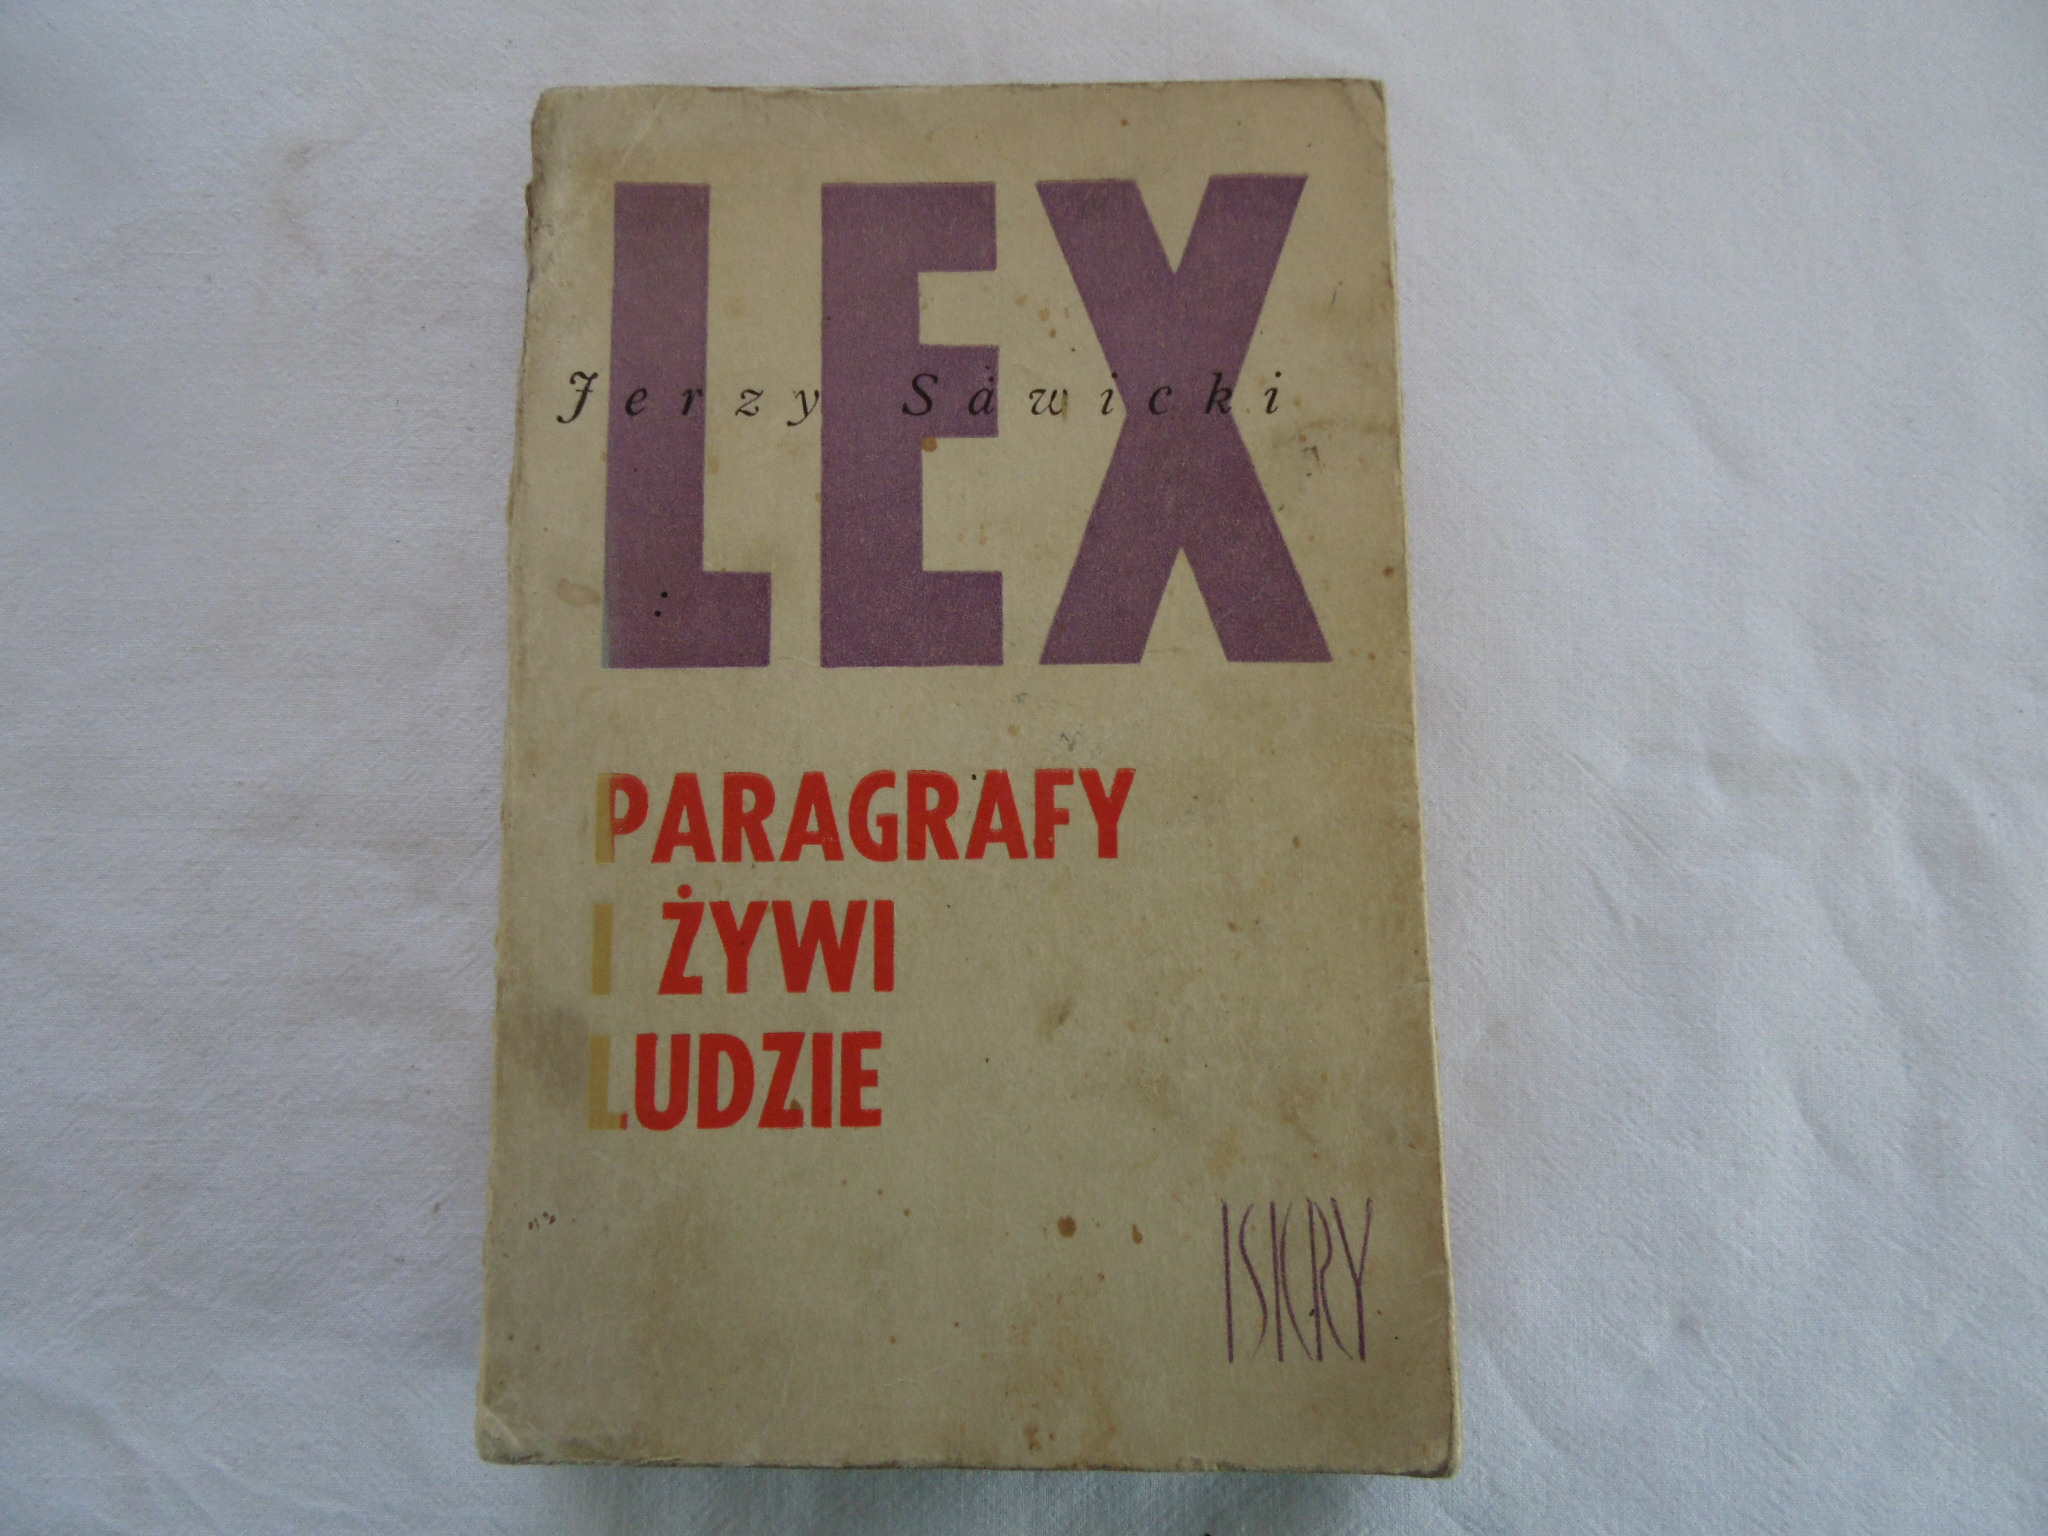 LEX
Jerzy Sawicki
PARAGRAFY
I ŻYWI
LUDZIE
ISKRY